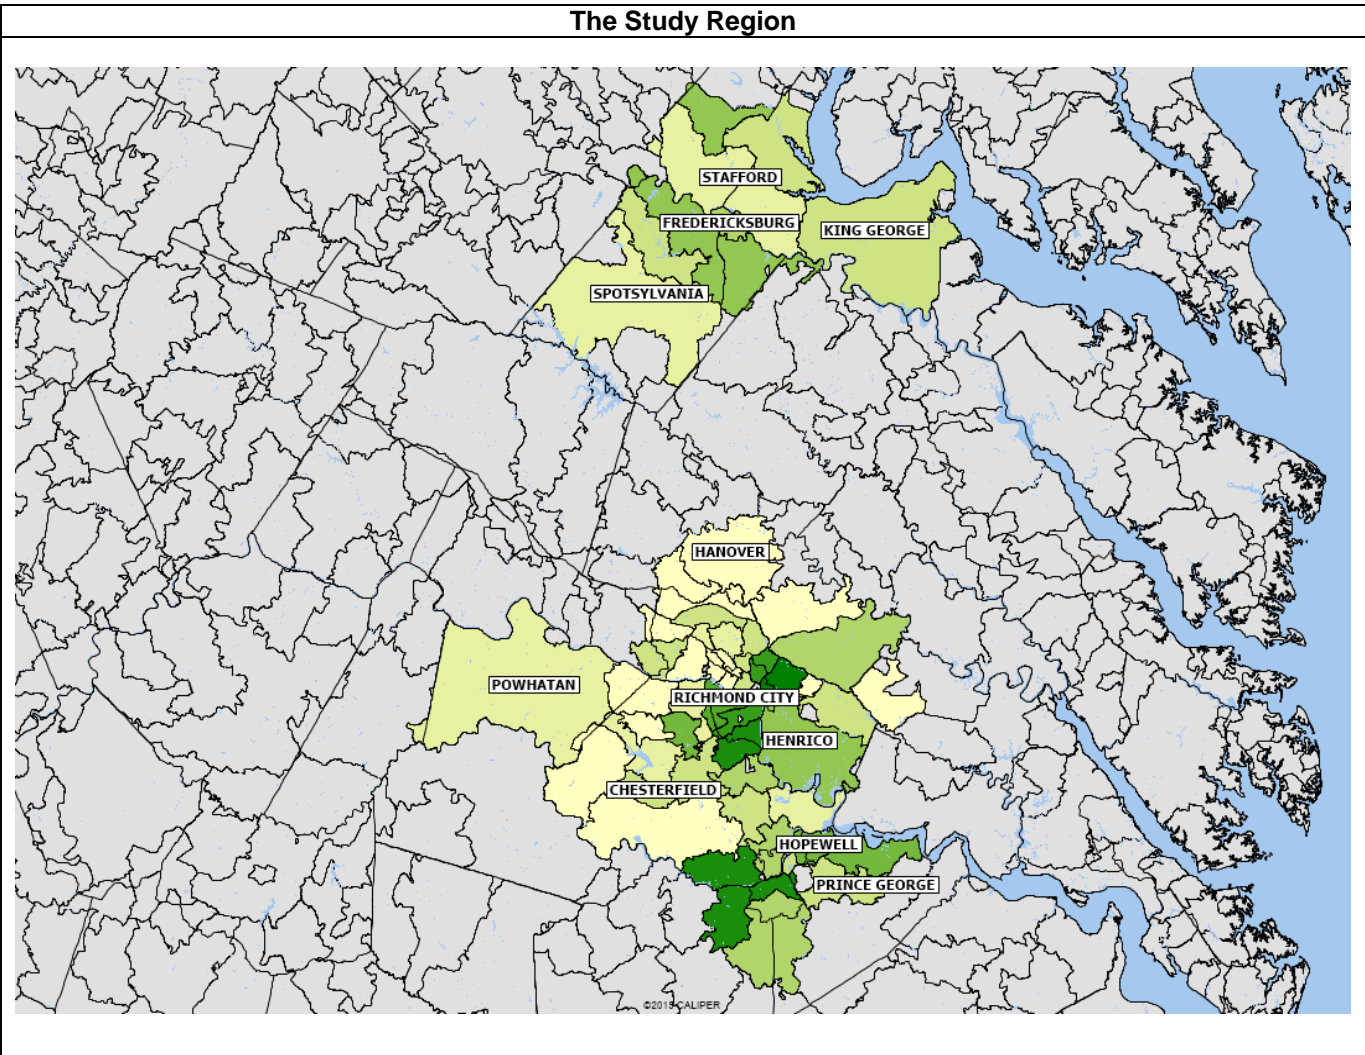 The Study Region
STAFFORD
FREDERICKSBURG
KING GEORGE
SPOTSYLVANIA
HANOVER
POWHATAN
RICHMOND CITY
HENRICO
CHESTERFIELD
HOPEWELL
PRINCE GEORGE
©2015 CALIPER